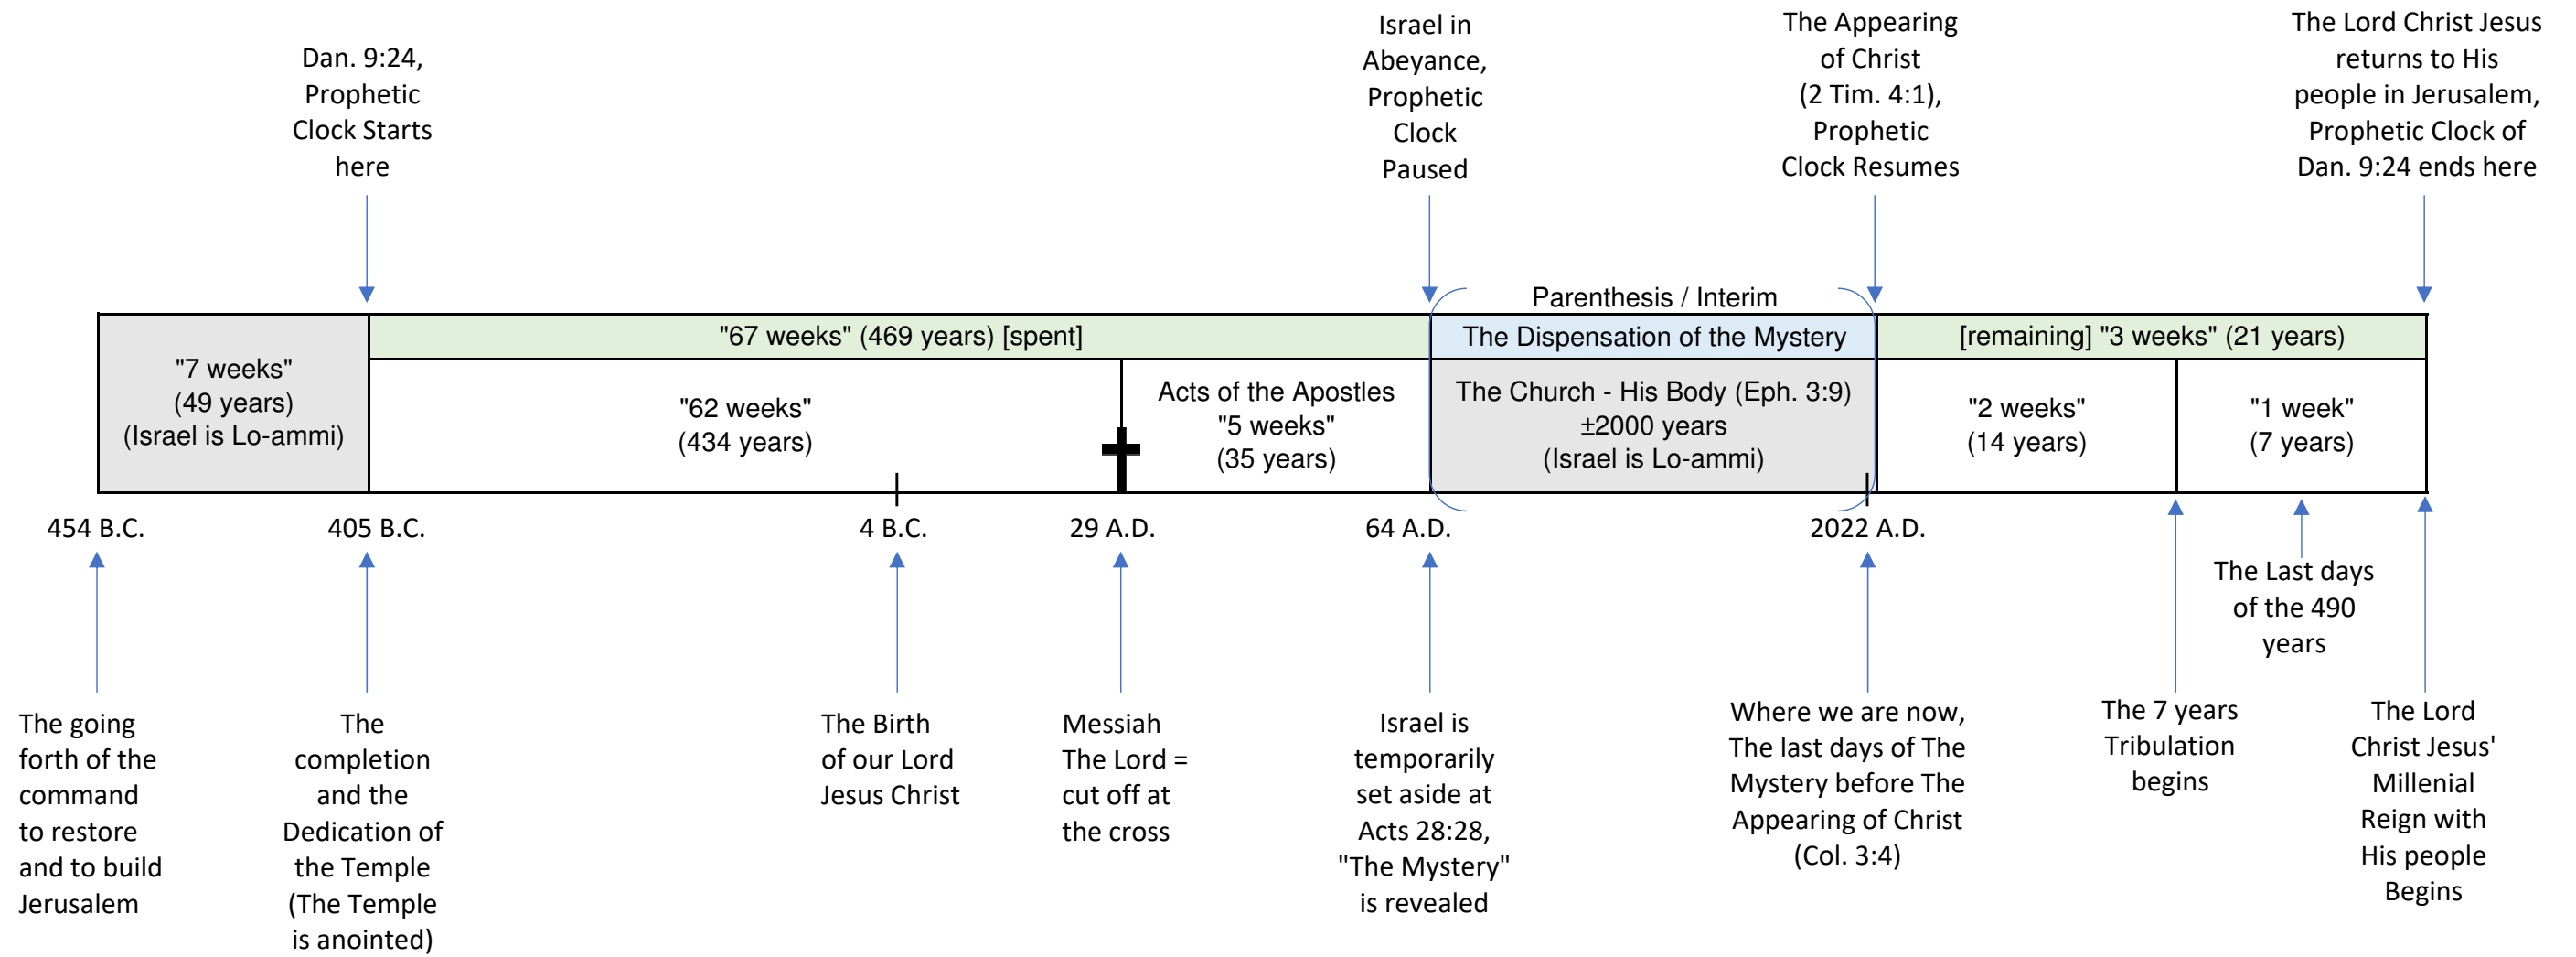 Dan. 9:24,
Prophetic
Clock Starts
here
Israel in
Abeyance,
Prophetic
Clock
Paused
The Appearing
of Christ
(2 Tim. 4:1),
Prophetic
Clock Resumes
The Lord Christ Jesus
returns to His
people in Jerusalem,
Prophetic Clock of
Dan. 9:24 ends here
Parenthesis / Interim
"67 weeks" (469 years) [spent]
The Dispensation of the Mystery
[remaining] "3 weeks" (21 years)
"7 weeks"
(49 years)
(Israel is Lo-ammi)
"62 weeks"
(434 years)
Acts of the Apostles
"5 weeks"
(35 years)
The Church - His Body (Eph. 3:9)
±2000 years
(Israel is Lo-ammi)
"2 weeks"
(14 years)
"1 week"
(7 years)
454 B.C.
405 B.C.
4 B.C.
29 A.D.
64 A.D.
2022 A.D.
The Last days
of the 490
years
The going
forth of the
command
to restore
and to build
Jerusalem
The
completion
and the
Dedication of
the Temple
(The Temple
is anointed)
The Birth
of our Lord
Jesus Christ
Messiah
The Lord =
cut off at
the cross
Israel is
temporarily
set aside at
Acts 28:28,
"The Mystery"
is revealed
Where we are now,
The last days of The
Mystery before The
Appearing of Christ
(Col. 3:4)
The 7 years
Tribulation
begins
The Lord
Christ Jesus'
Millenial
Reign with
His people
Begins